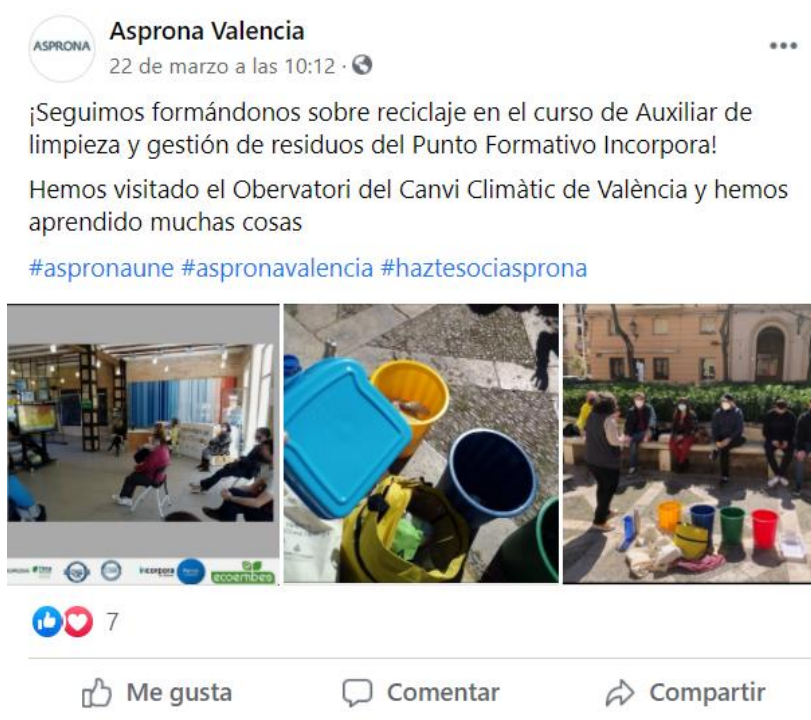 ASPRONA
Asprona Valencia
22 de marzo a las 10:12 ·
¡Seguimos formándonos sobre reciclaje en el curso de Auxiliar de
limpieza y gestión de residuos del Punto Formativo Incorpora!
Hemos visitado el Obervatori del Canvi Climàtic de València y hemos
aprendido muchas cosas
#aspronaune #aspronavalencia #haztesociasprona
incorpora
ecoembes
7
Me gusta
Comentar
Compartir